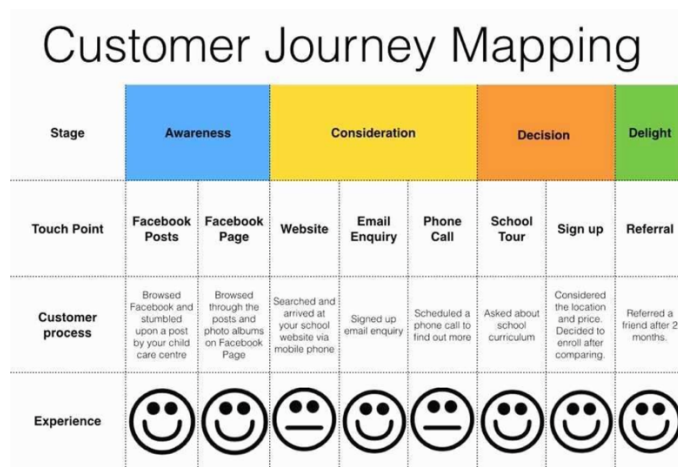 Customer Journey Mapping
Stage
Awareness
Consideration
Decision
Delight
Touch Point
Facebook
Posts
Facebook
Page
Website
Email
Enquiry
Phone
Call
School
Tour
Sign up
Referral
Customer
process
Browsed
Facebook and
stumbled
upon a post
by your child
care centre
Browsed
through the
posts and
photo albums
on Facebook
Page
Searched and
arrived at
your school
website via
mobile phone
Signed up
email enquiry
Scheduled a
phone call to
find out more
Asked about
school
curriculum
Considered
the location
and price.
Decided to
enroll after
comparing.
Referred a
friend after 2
months.
Experience